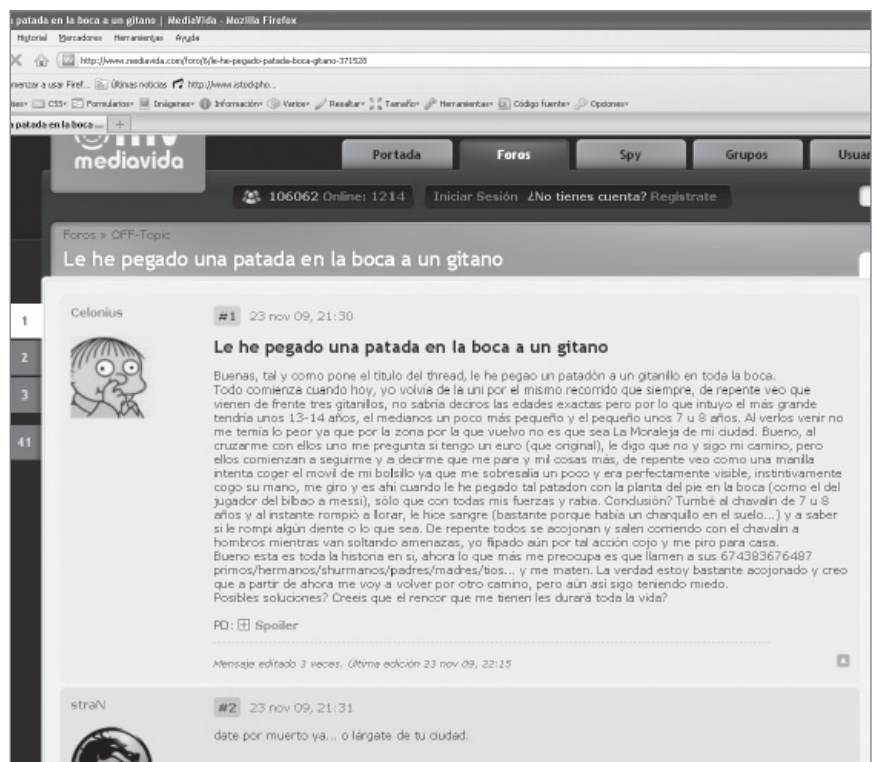 patada en la boca a un gitano | MediaVida - Mozilla Firefox
Historial Marcadores Herramientas Ayuda
http://www.mediavida.com/foro/6/le-he-pegado-patada-boca-gitano-371528
menzar a usar Firef... Últimas noticias http://www.istockpho...
CSS Formularios Imágenes Información Varios Resaltar Tamaño Herramientas Código fuente Opciones
patada en la boca ...
mediavida
Portada Foros Spy Grupos Usuar
106062 Online: 1214 Iniciar Sesión ¿No tienes cuenta? Regístrate
Foros » OFF-Topic
Le he pegado una patada en la boca a un gitano
1
2
3
41
Celonius
#1 23 nov 09, 21:30
Le he pegado una patada en la boca a un gitano
Buenas, tal y como pone el titulo del thread, le he pegao un patadón a un gitanillo en toda la boca.
Todo comienza cuando hoy, yo volvía de la uni por el mismo recorrido que siempre, de repente veo que
vienen de frente tres gitanillos, no sabria deciros las edades exactas pero por lo que intuyo el más grande
tendría unos 13-14 años, el medianos un poco más pequeño y el pequeño unos 7 u 8 años. Al verlos venir no
me temía lo peor ya que por la zona por la que vuelvo no es que sea La Moraleja de mi ciudad. Bueno, al
cruzarme con ellos uno me pregunta si tengo un euro (que original), le digo que no y sigo mi camino, pero
ellos comienzan a seguirme y a decirme que me pare y mil cosas más, de repente veo como una manilla
intenta coger el movil de mi bolsillo ya que me sobresalia un poco y era perfectamente visible, instintivamente
cogo su mano, me giro y es ahi cuando le he pegado tal patadon con la planta del pie en la boca (como el del
jugador del bilbao a messi), sólo que con todas mis fuerzas y rabia. Conclusión? Tumbé al chavalin de 7 u 8
años y al instante rompió a llorar, le hice sangre (bastante porque había un charquillo en el suelo...) y a saber
si le rompi algún diente o lo que sea. De repente todos se acojonan y salen corriendo con el chavalin a
hombros mientras van soltando amenazas, yo flipado aún por tal acción cojo y me piro para casa.
Bueno esta es toda la historia en si, ahora lo que más me preocupa es que llamen a sus 674383676487
primos/hermanos/shurmanos/padres/madres/tios... y me maten. La verdad estoy bastante acojonado y creo
que a partir de ahora me voy a volver por otro camino, pero aún asi sigo teniendo miedo.
Posibles soluciones? Creeis que el rencor que me tienen les durará toda la vida?
PD: Spoiler
Mensaje editado 3 veces. Última edición 23 nov 09, 22:15
straN
#2 23 nov 09, 21:31
date por muerto ya... o lárgate de tu ciudad.